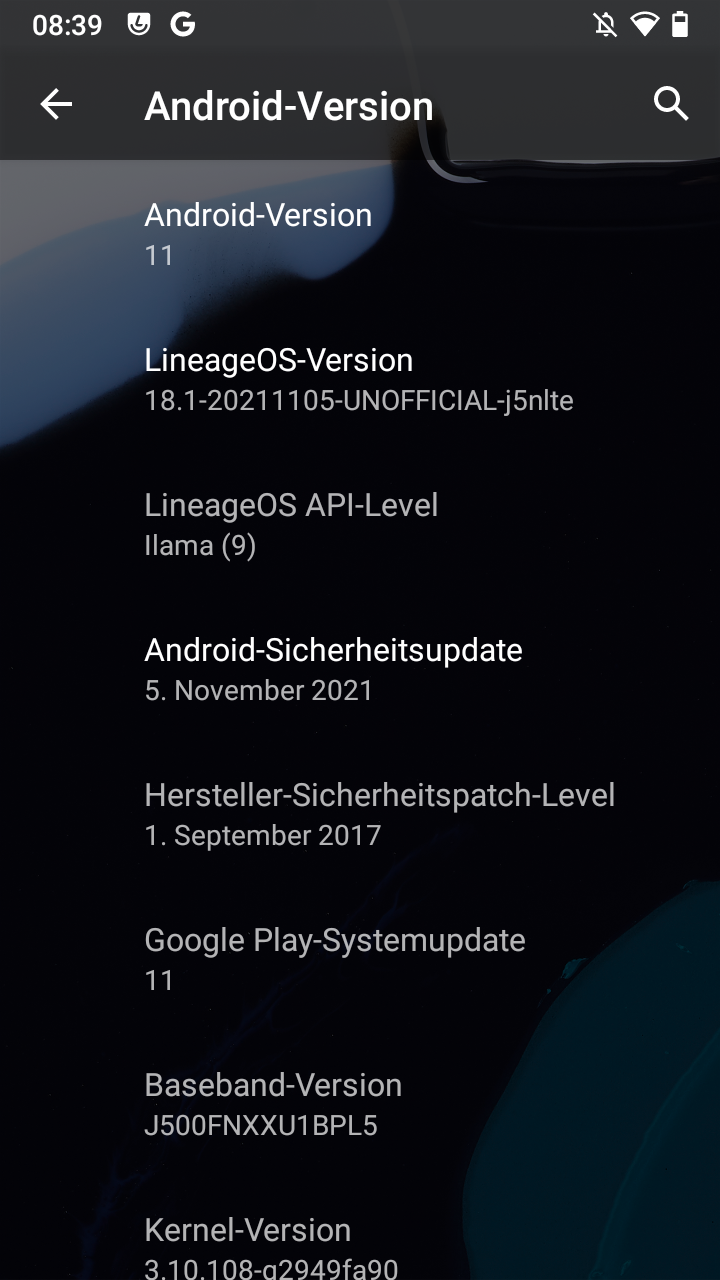 08:39
Android-Version
Android-Version
11
LineageOS-Version
18.1-20211105-UNOFFICIAL-j5nlte
LineageOS API-Level
Ilama (9)
Android-Sicherheitsupdate
5. November 2021
Hersteller-Sicherheitspatch-Level
1. September 2017
Google Play-Systemupdate
11
Baseband-Version
J500FNXXU1BPL5
Kernel-Version
3.10.108-g2949fa90